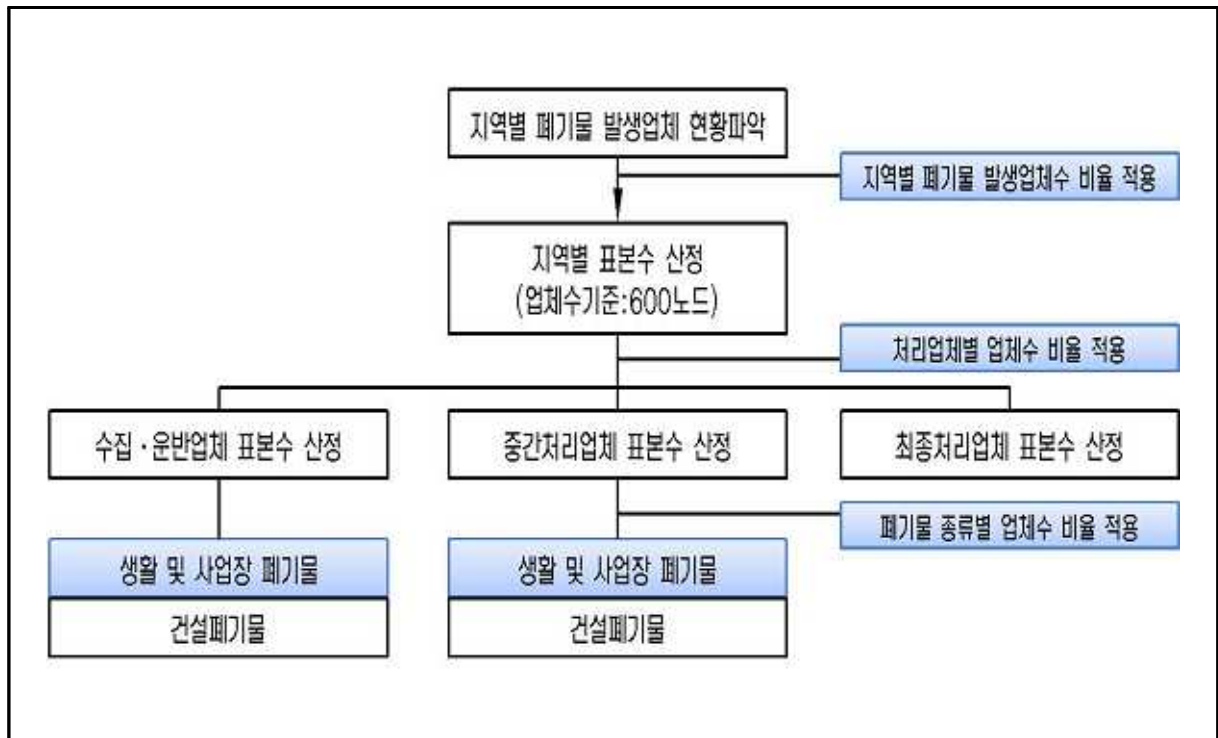 지역별 폐기물 발생업체 현황파악
지역별 폐기물 발생업체수 비율 적용
지역별 표본수 산정
(업체수기준:600노드)
처리업체별 업체수 비율 적용
수집·운반업체 표본수 산정
중간처리업체 표본수 산정
최종처리업체 표본수 산정
폐기물 종류별 업체수 비율 적용
생활 및 사업장 폐기물
생활 및 사업장 폐기물
건설폐기물
건설폐기물